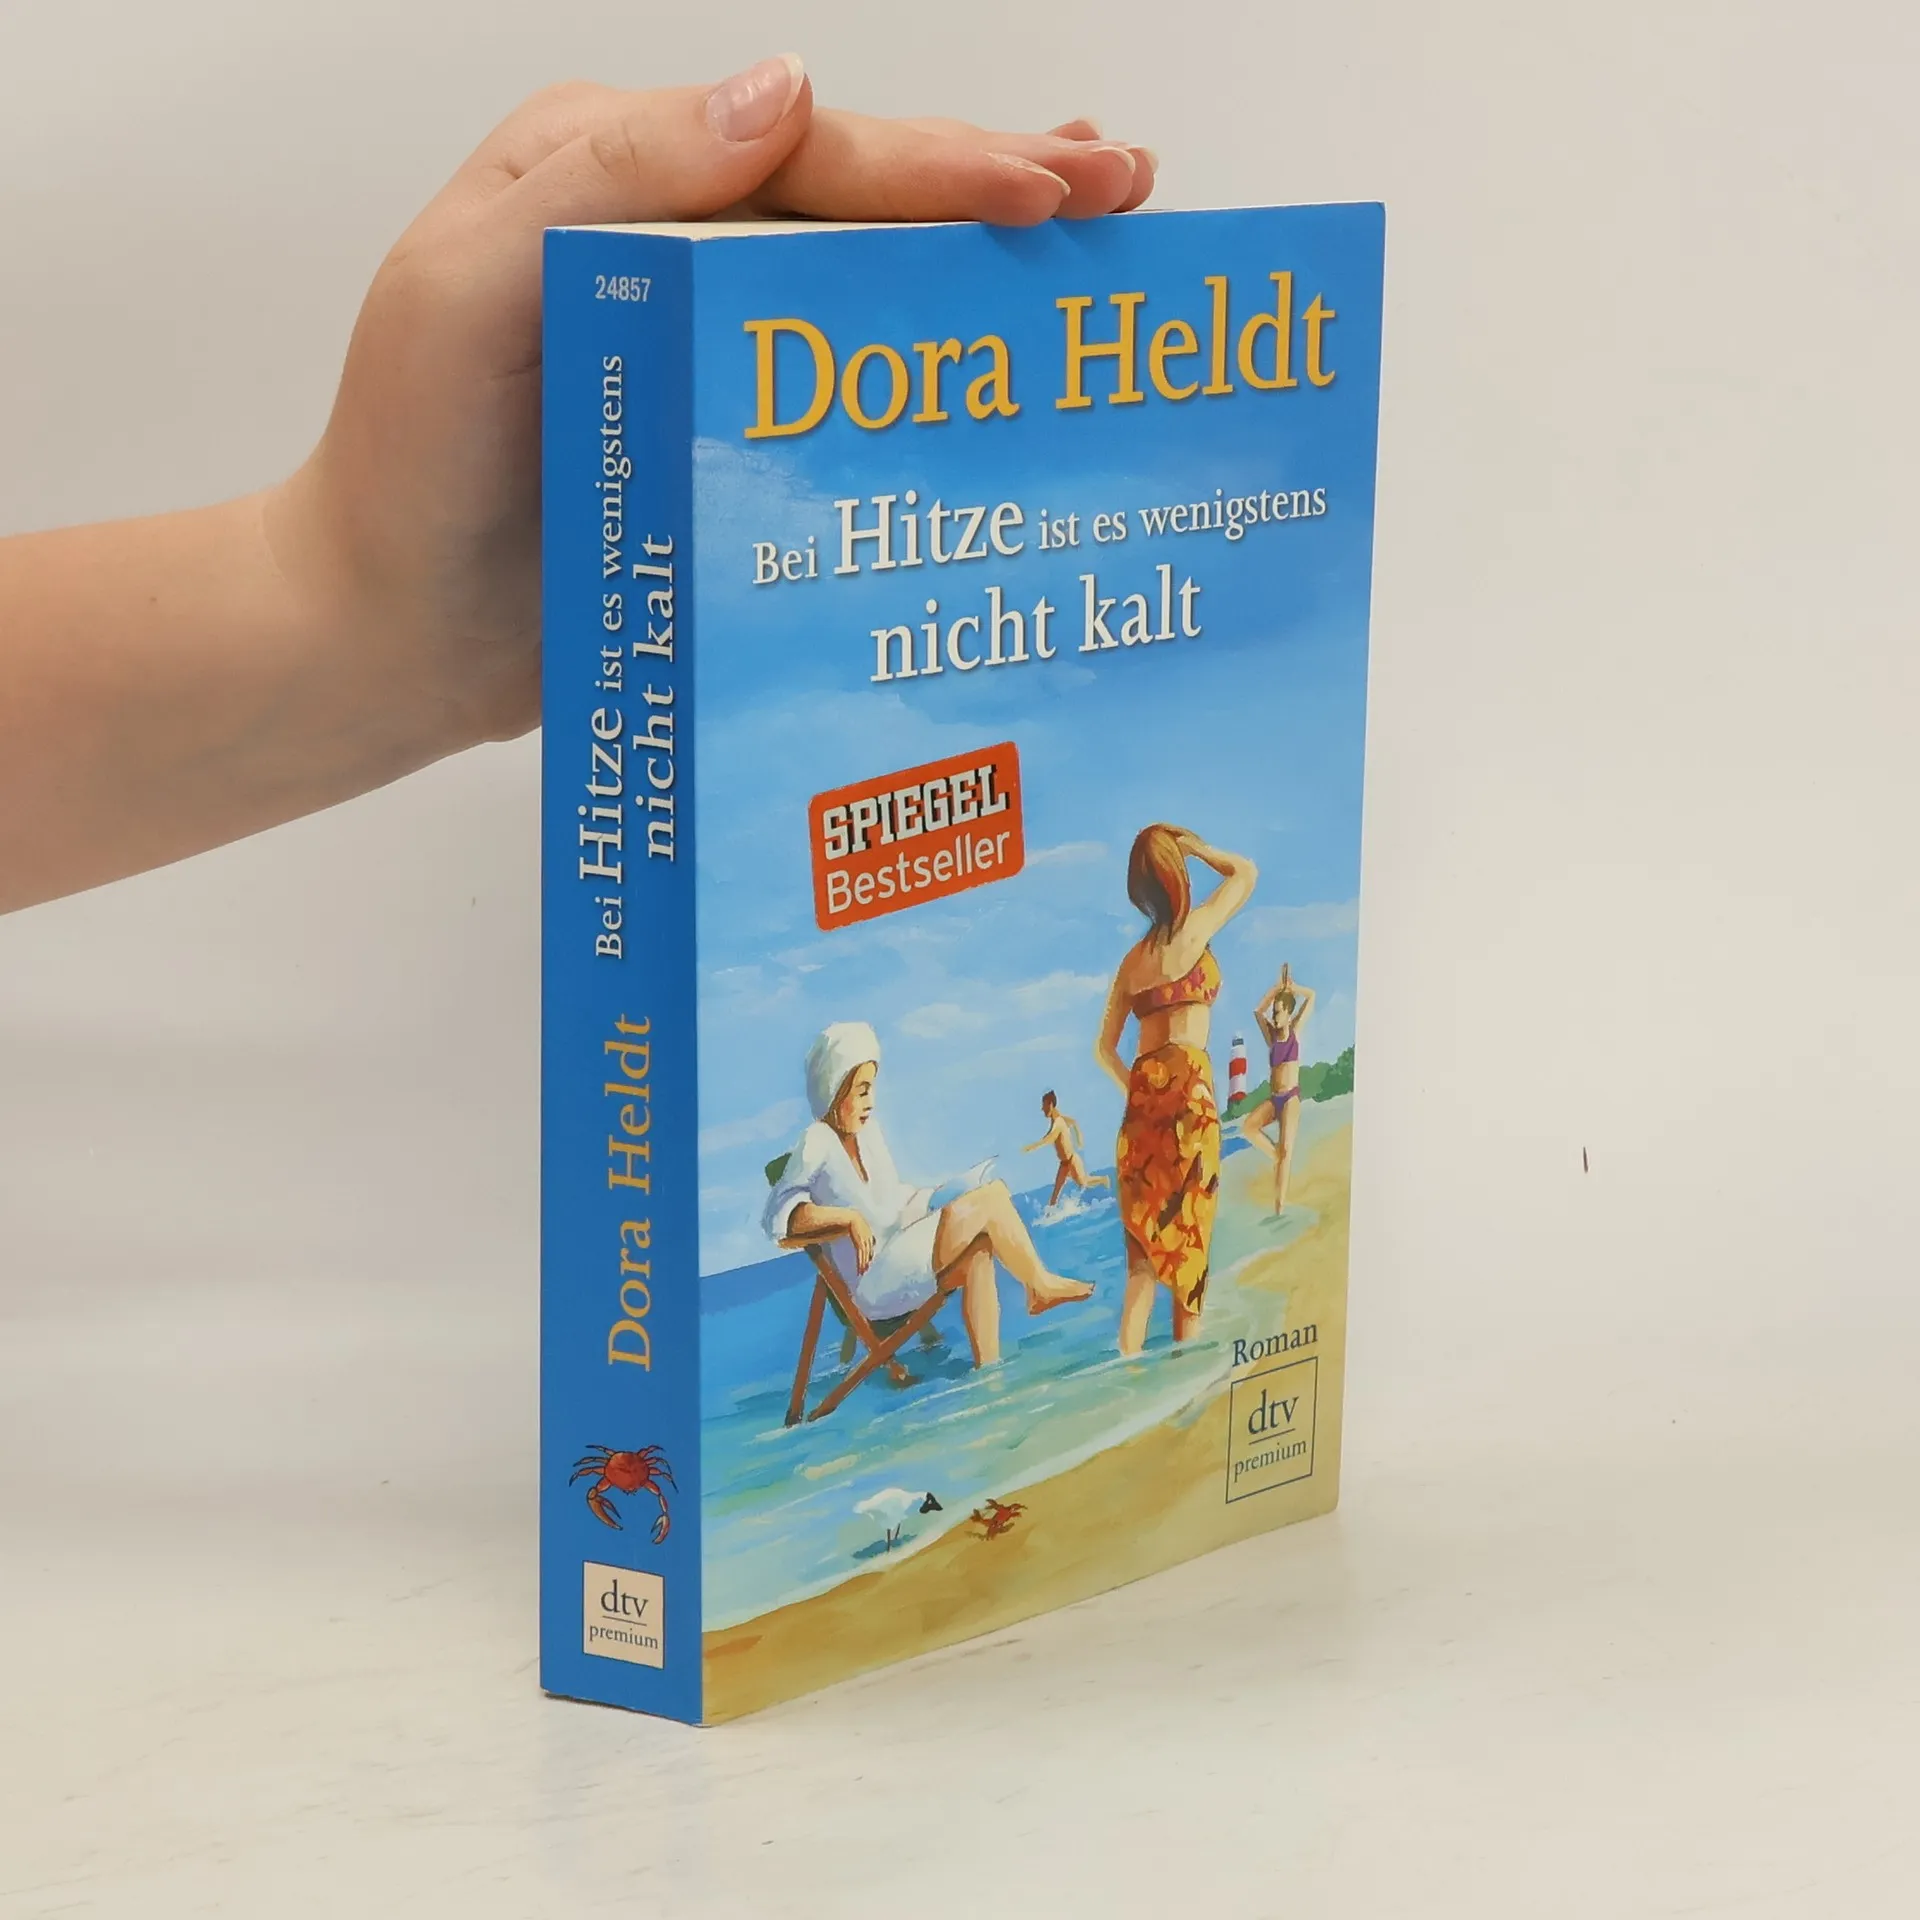 24857
Bei Hitze ist es wenigstens
nicht kalt
Dora Heldt
dtv
premium
Dora Heldt
Bei Hitze ist es wenigstens
nicht kalt
SPIEGEL
Bestseller
Roman
dtv
premium